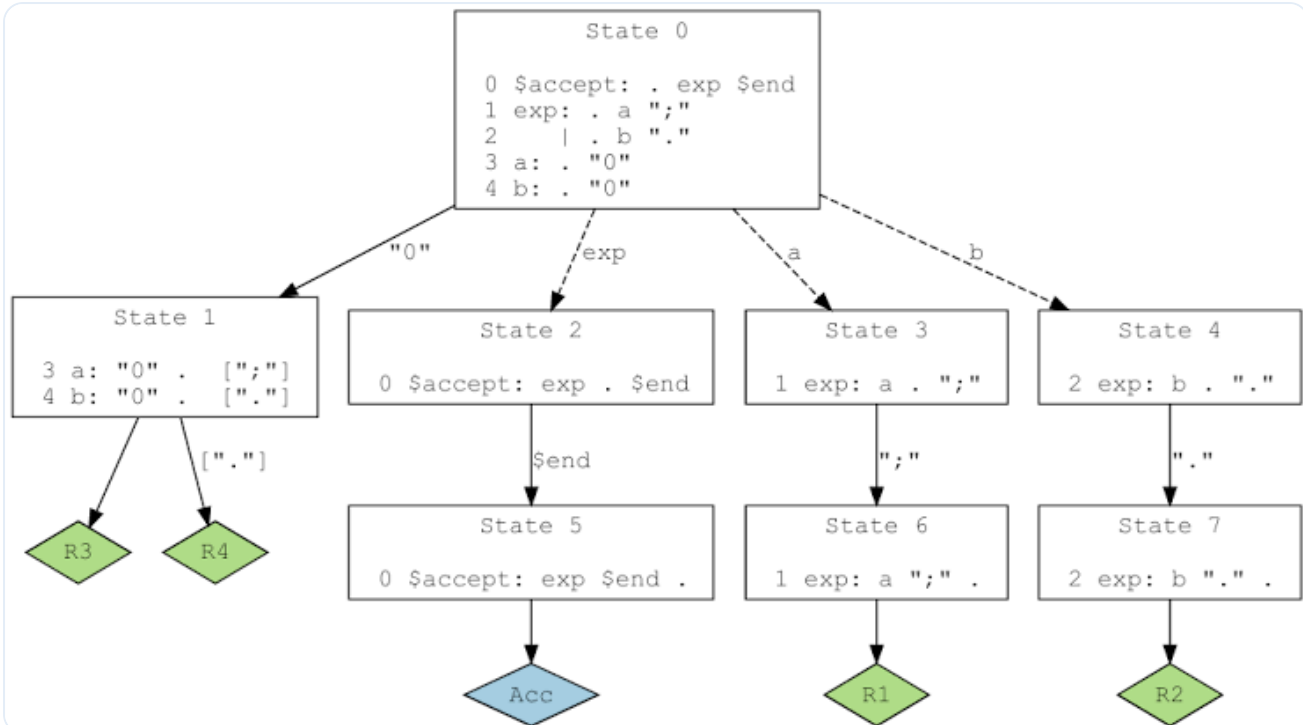 State 0
0 $accept: . exp $end
1 exp: . a ";"
2 | . b "."
3 a: . "0"
4 b: . "0"
"0"
exp
a
b
State 1
3 a: "0" . [";"]
4 b: "0" . ["."]
State 2
0 $accept: exp . $end
State 3
1 exp: a . ";"
State 4
2 exp: b . "."
["."]
$end
";"
"."
R3
R4
State 5
0 $accept: exp $end .
State 6
1 exp: a ";" .
State 7
2 exp: b "." .
Acc
R1
R2